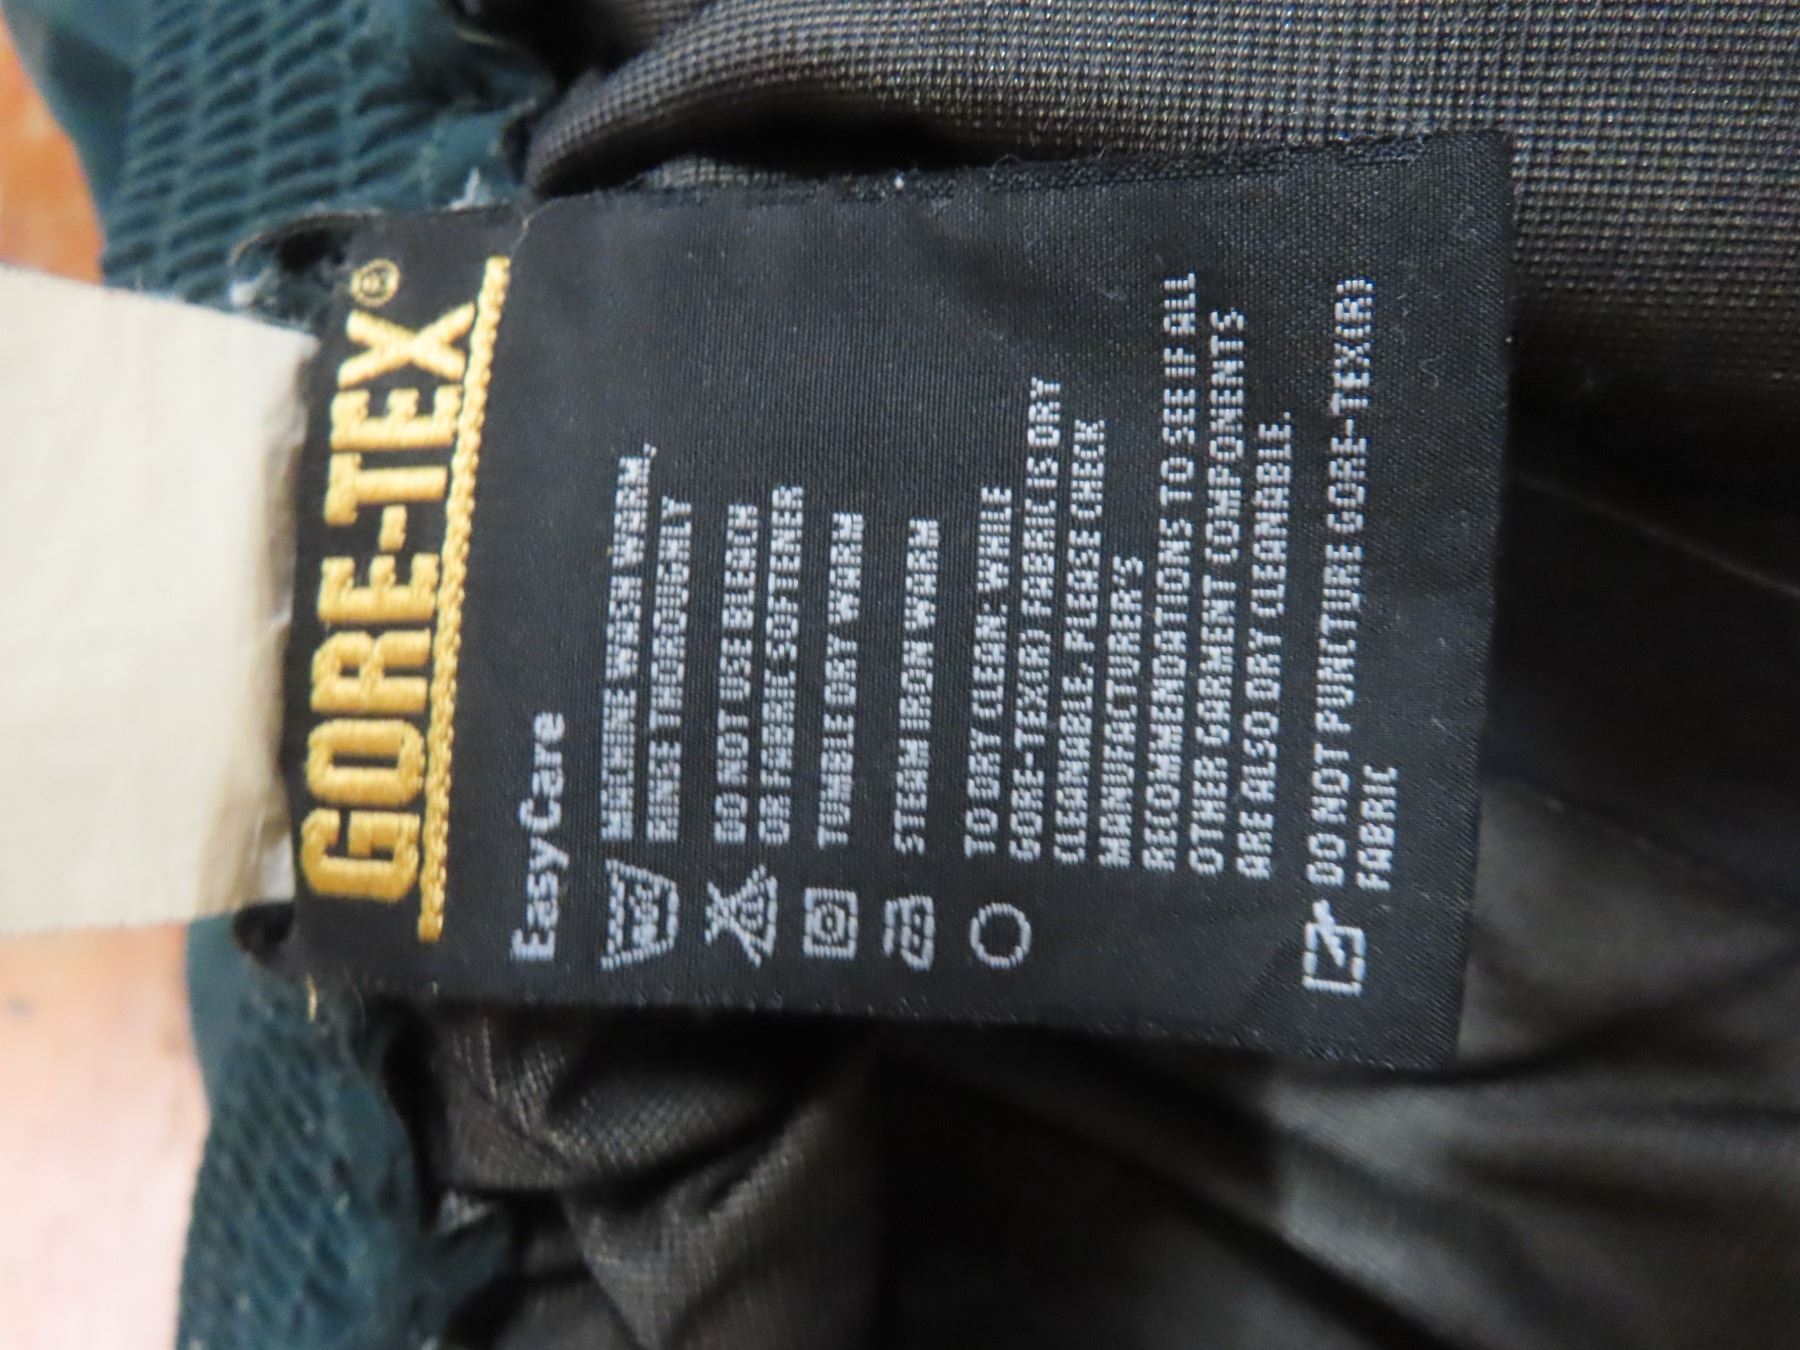 GORE-TEX®
Easy Care
MACHINE WASH WARM,
RINSE THOROUGHLY
DO NOT USE BLEACH
OR FABRIC SOFTENER
TUMBLE DRY WARM
STEAM IRON WARM
TO DRY CLEAN: WHILE
GORE-TEX(R) FABRIC IS DRY
CLEANABLE, PLEASE CHECK
MANUFACTURER'S
RECOMMENDATIONS TO SEE IF ALL
OTHER GARMENT COMPONENTS
ARE ALSO DRY CLEANABLE.
DO NOT PUNCTURE GORE-TEX(R)
FABRIC